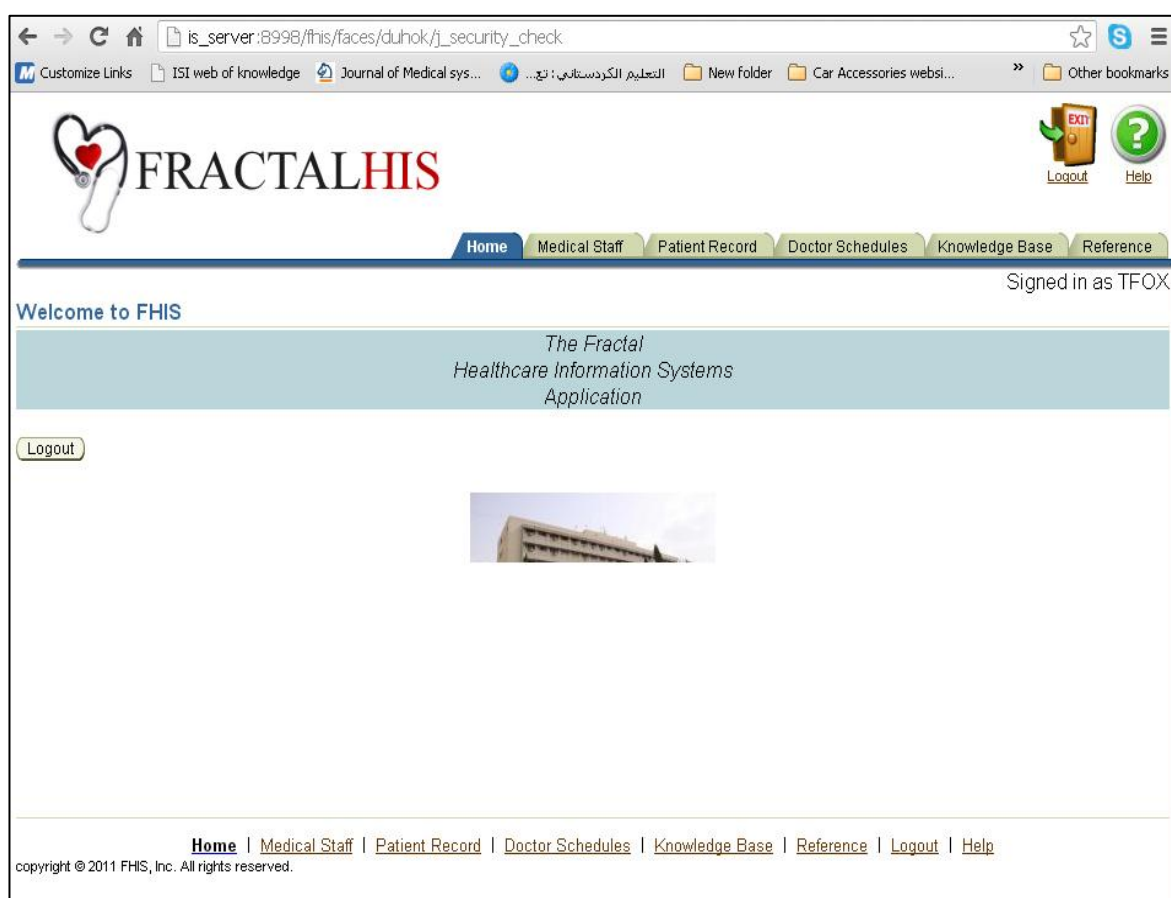 is_server:8998/fhis/faces/duhok/j_security_check
Customize Links ISI web of knowledge Journal of Medical sys... التعليم الكردستاني : تع... New folder Car Accessories websi... » Other bookmarks
FRACTALHIS
EXIT
Logout Help
Home Medical Staff Patient Record Doctor Schedules Knowledge Base Reference
Signed in as TFOX
Welcome to FHIS
The Fractal
Healthcare Information Systems
Application
Logout
Home | Medical Staff | Patient Record | Doctor Schedules | Knowledge Base | Reference | Logout | Help
copyright © 2011 FHIS, Inc. All rights reserved.